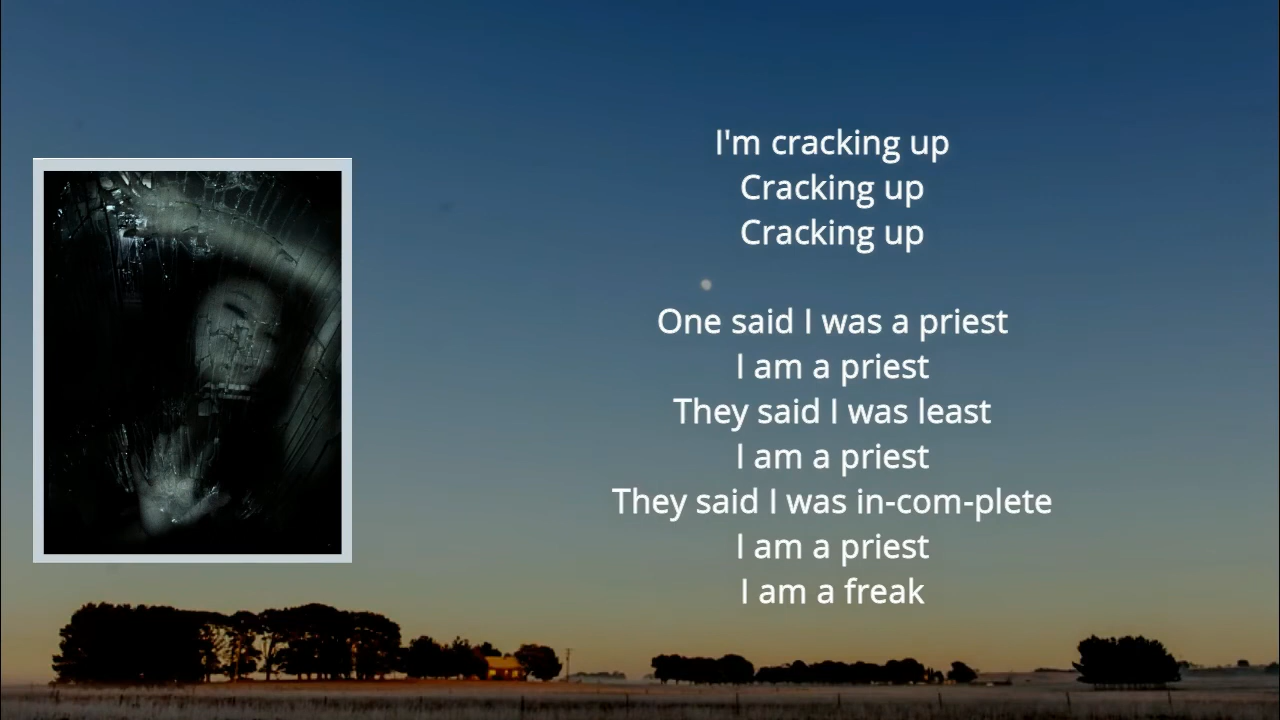 I'm cracking up
Cracking up
Cracking up
One said I was a priest
I am a priest
They said I was least
I am a priest
They said I was in-com-plete
I am a priest
I am a freak